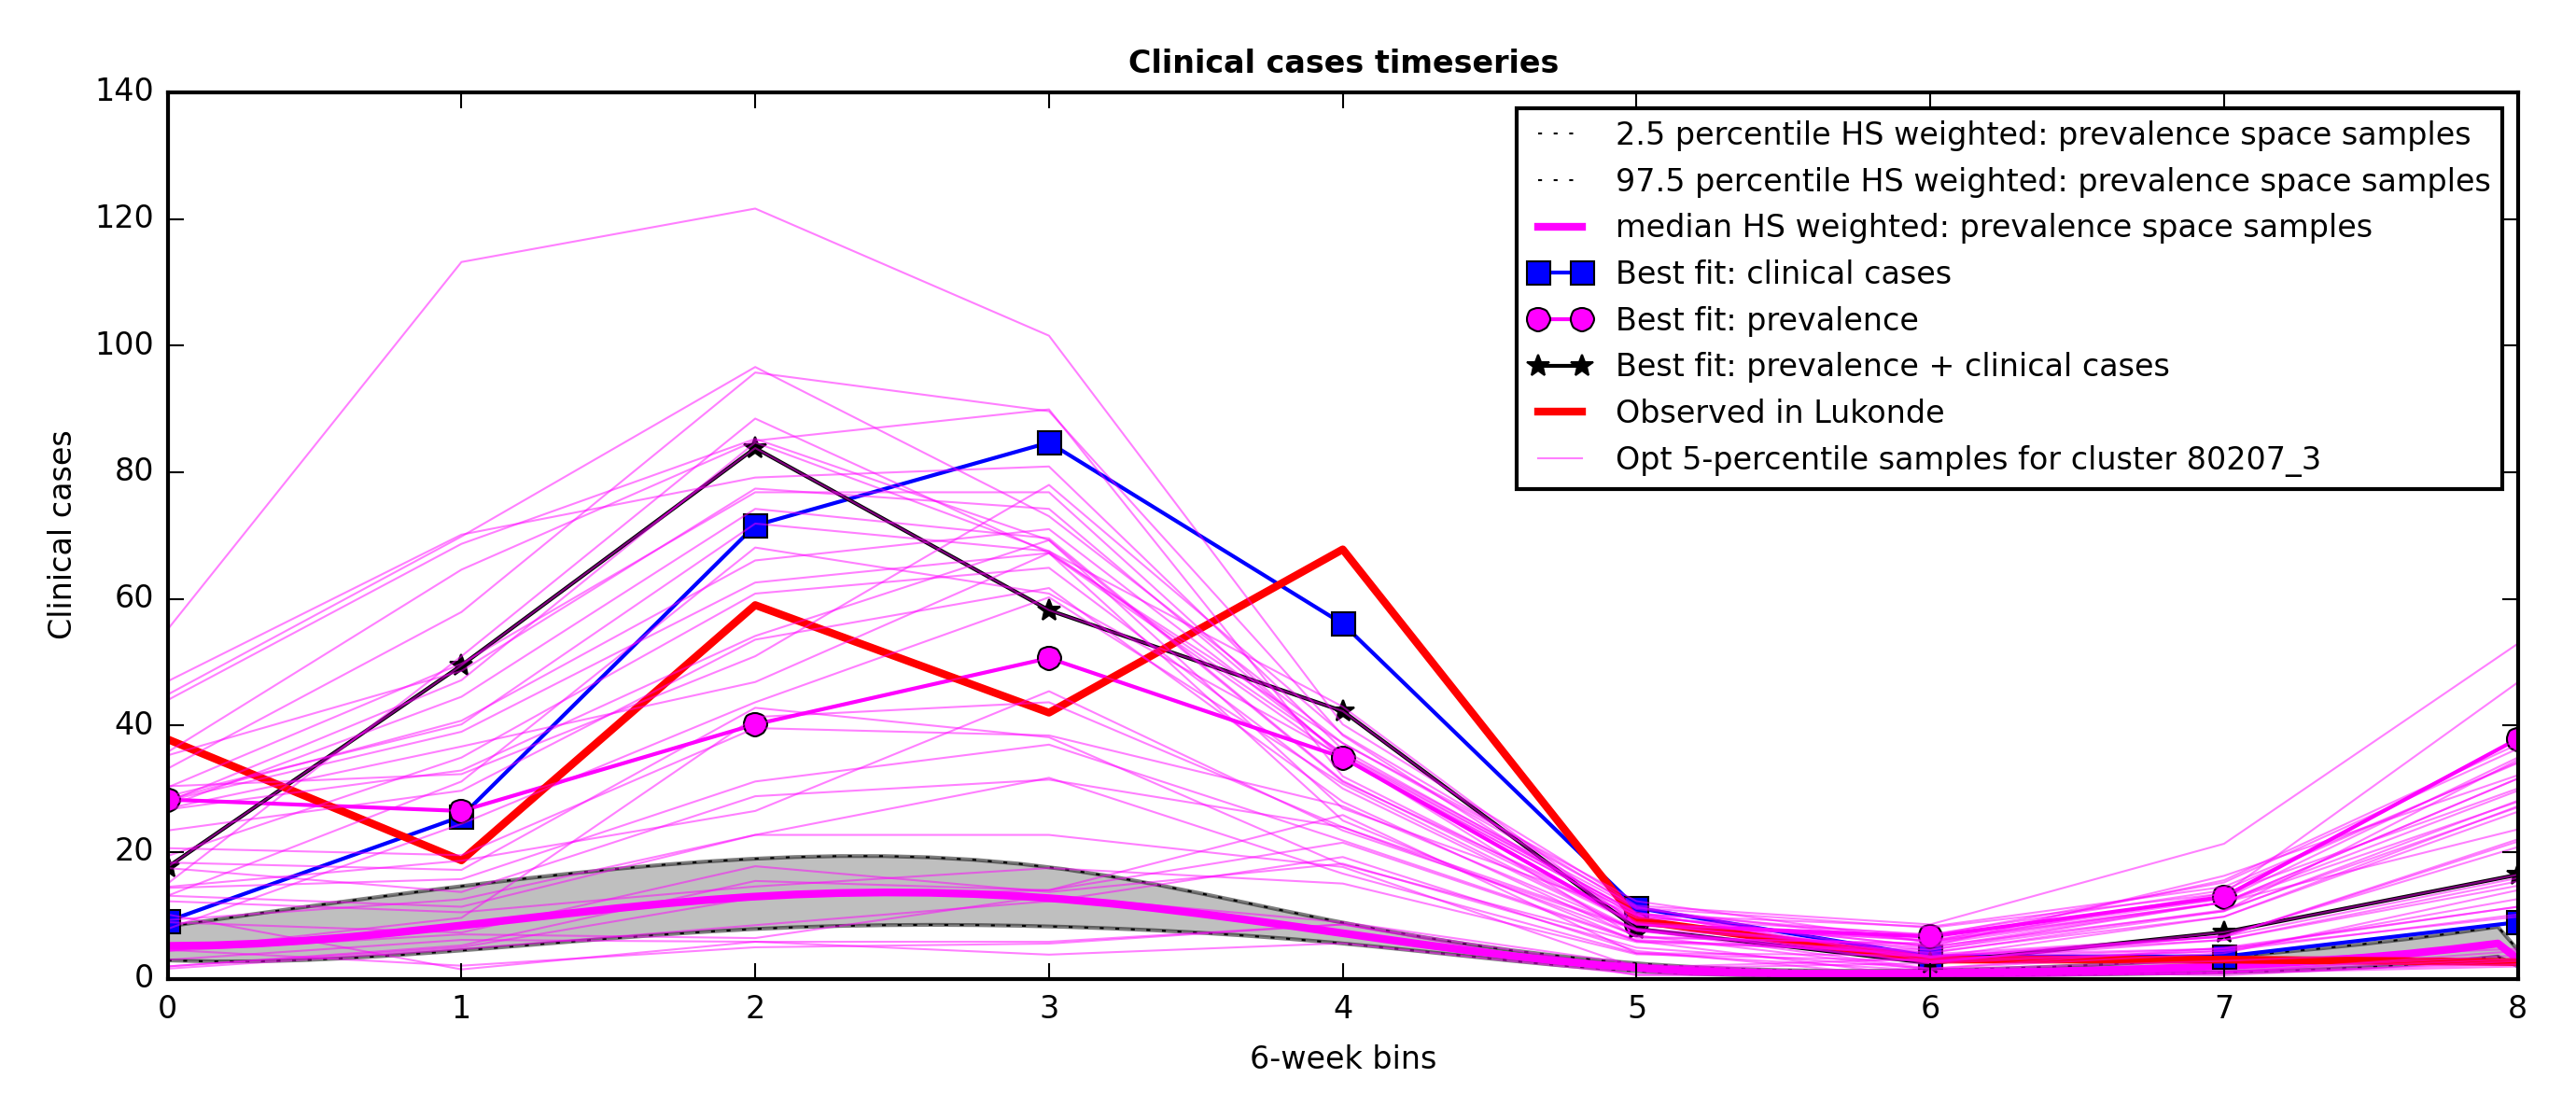 Clinical cases timeseries
140
120
100
80
60
40
20
0
Clinical cases
2.5 percentile HS weighted: prevalence space samples
97.5 percentile HS weighted: prevalence space samples
median HS weighted: prevalence space samples
Best fit: clinical cases
Best fit: prevalence
Best fit: prevalence + clinical cases
Observed in Lukonde
Opt 5-percentile samples for cluster 80207_3
0 1 2 3 4 5 6 7 8
6-week bins